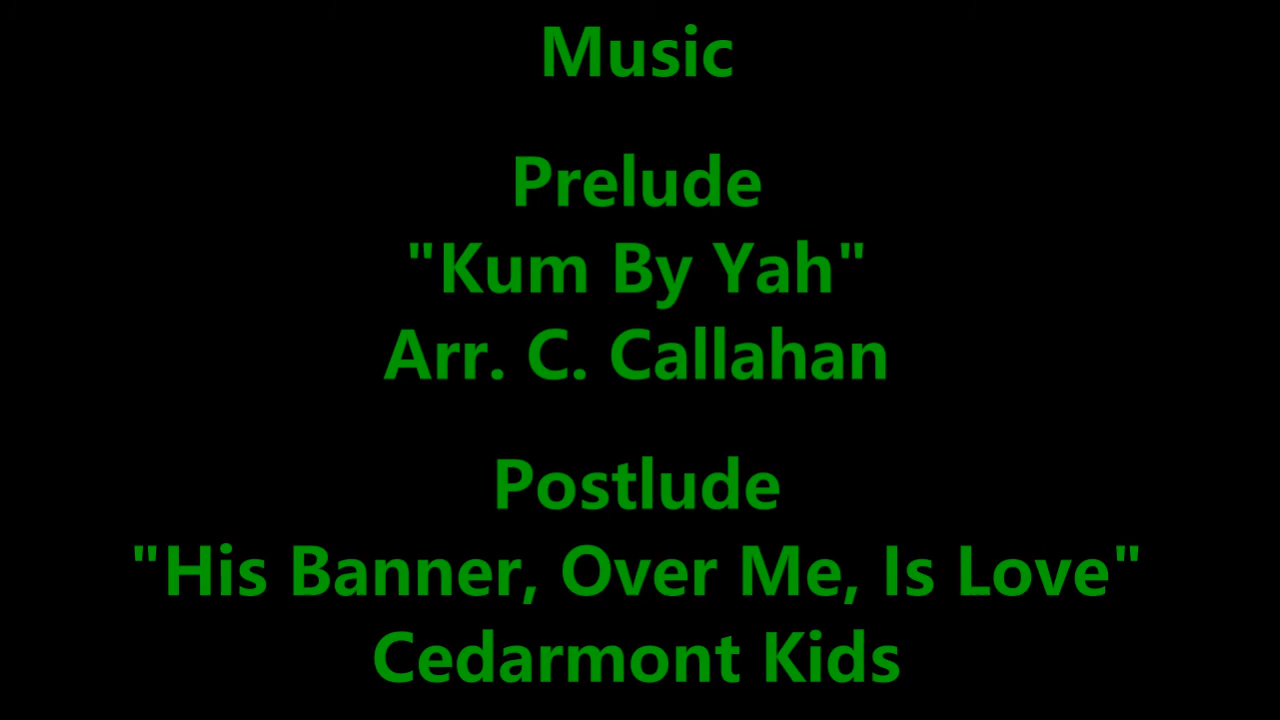 Music
Prelude
"Kum By Yah"
Arr. C. Callahan
Postlude
"His Banner, Over Me, Is Love"
Cedarmont Kids